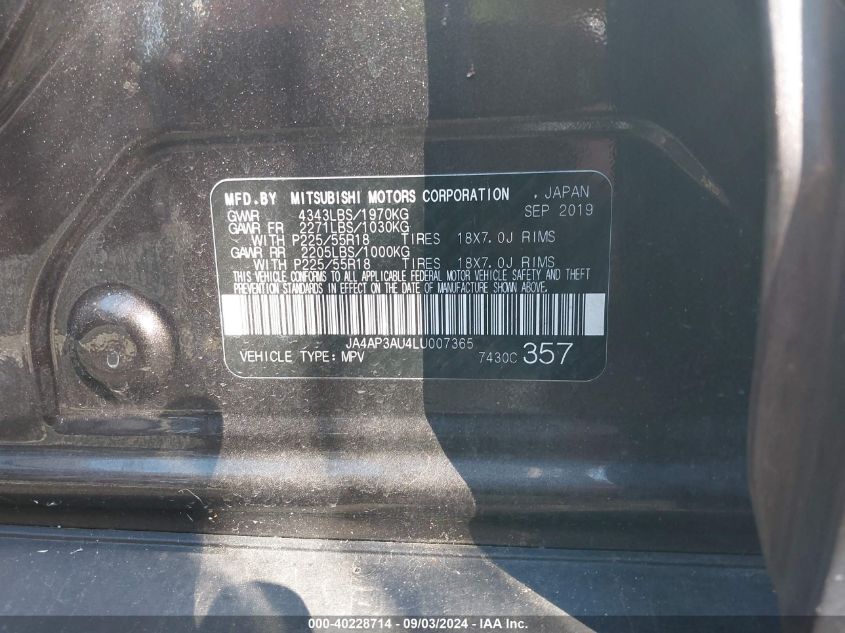 MFD.BY MITSUBISHI MOTORS CORPORATION , JAPAN
GVWR 4343LBS/1970KG SEP 2019
GAWR FR 2271LBS/1030KG
WITH P225/55R18 TIRES 18X7.0J RIMS
GAWR RR 2205LBS/1000KG
WITH P225/55R18 TIRES 18X7.0J RIMS
THIS VEHICLE CONFORMS TO ALL APPLICABLE FEDERAL MOTOR VEHICLE SAFETY AND THEFT
PREVENTION STANDARDS IN EFFECT ON THE DATE OF MANUFACTURE SHOWN ABOVE.
JA4AP3AU4LU007365
VEHICLE TYPE: MPV 7430C 357
000-40228714 - 09/03/2024 - IMPACT AUTO AUCTIONS, INC.